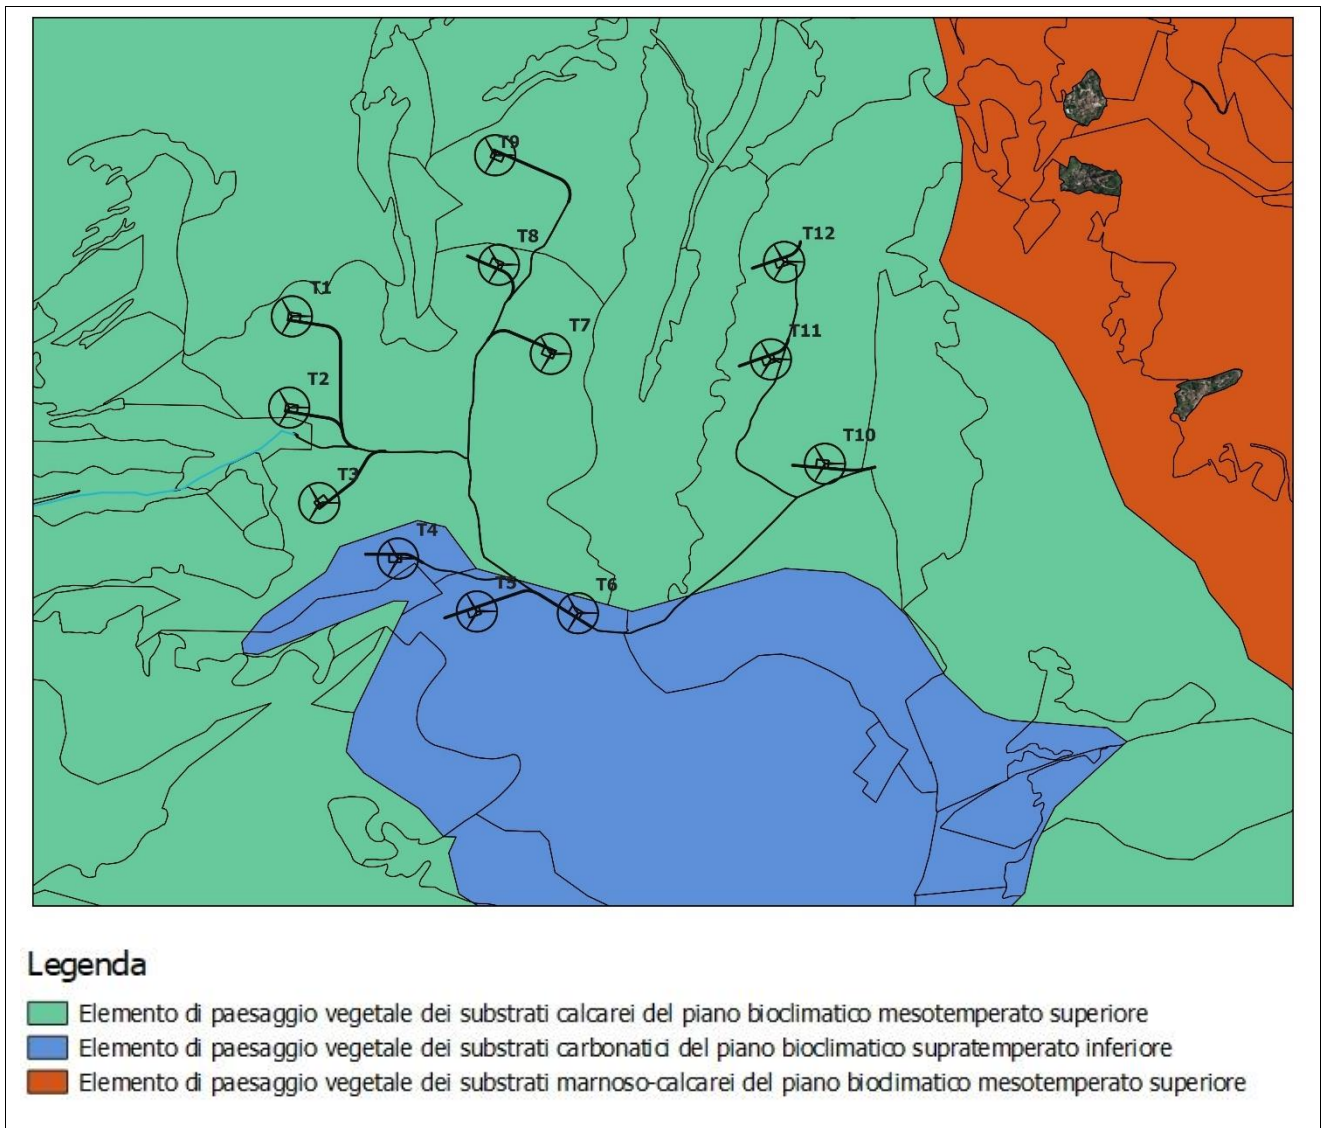 T9
T8
T12
T1
T7
T11
T2
T10
T3
T4
T5
T6
Legenda
Elemento di paesaggio vegetale dei substrati calcarei del piano bioclimatico mesotemperato superiore
Elemento di paesaggio vegetale dei substrati carbonatici del piano bioclimatico supratemperato inferiore
Elemento di paesaggio vegetale dei substrati marnoso-calcarei del piano bioclimatico mesotemperato superiore